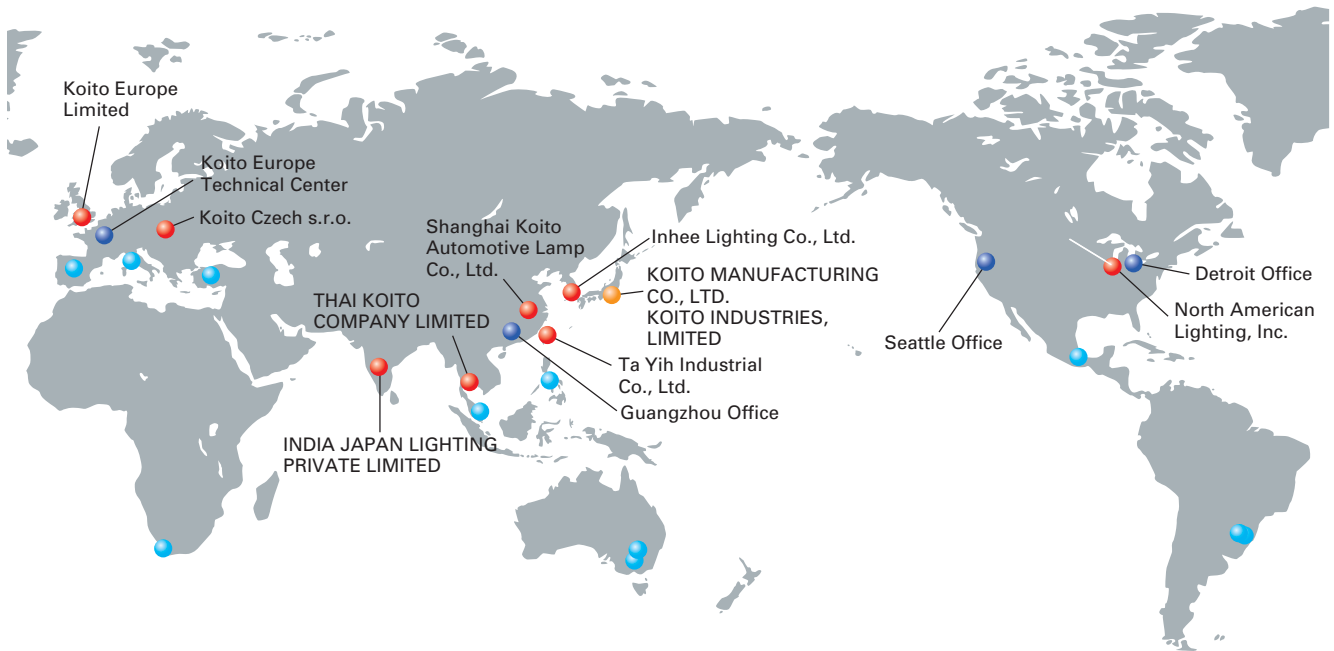 Koito Europe
Limited
Koito Europe
Technical Center
Koito Czech s.r.o.
Shanghai Koito
Automotive Lamp
Co., Ltd.
Inhee Lighting Co., Ltd.
KOITO MANUFACTURING
CO., LTD.
KOITO INDUSTRIES,
LIMITED
THAI KOITO
COMPANY LIMITED
Ta Yih Industrial
Co., Ltd.
Guangzhou Office
INDIA JAPAN LIGHTING
PRIVATE LIMITED
Seattle Office
Detroit Office
North American
Lighting, Inc.